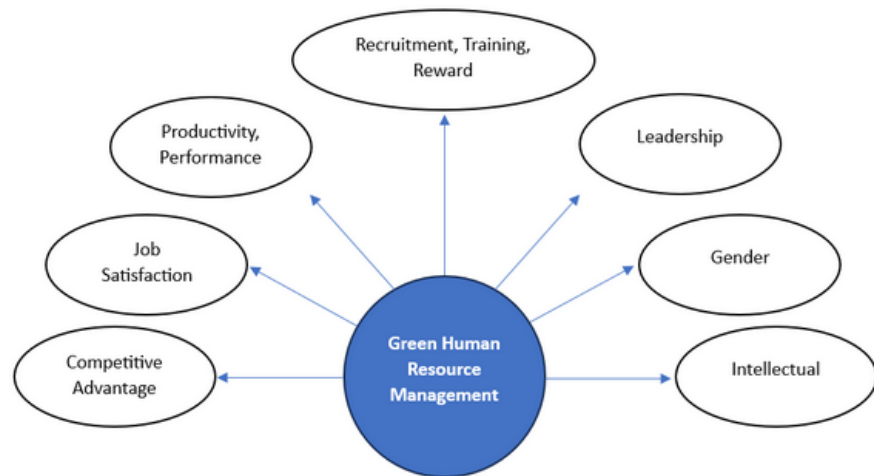 Recruitment, Training,
Reward
Productivity,
Performance
Leadership
Job
Satisfaction
Gender
Green Human
Resource
Management
Competitive
Advantage
Intellectual